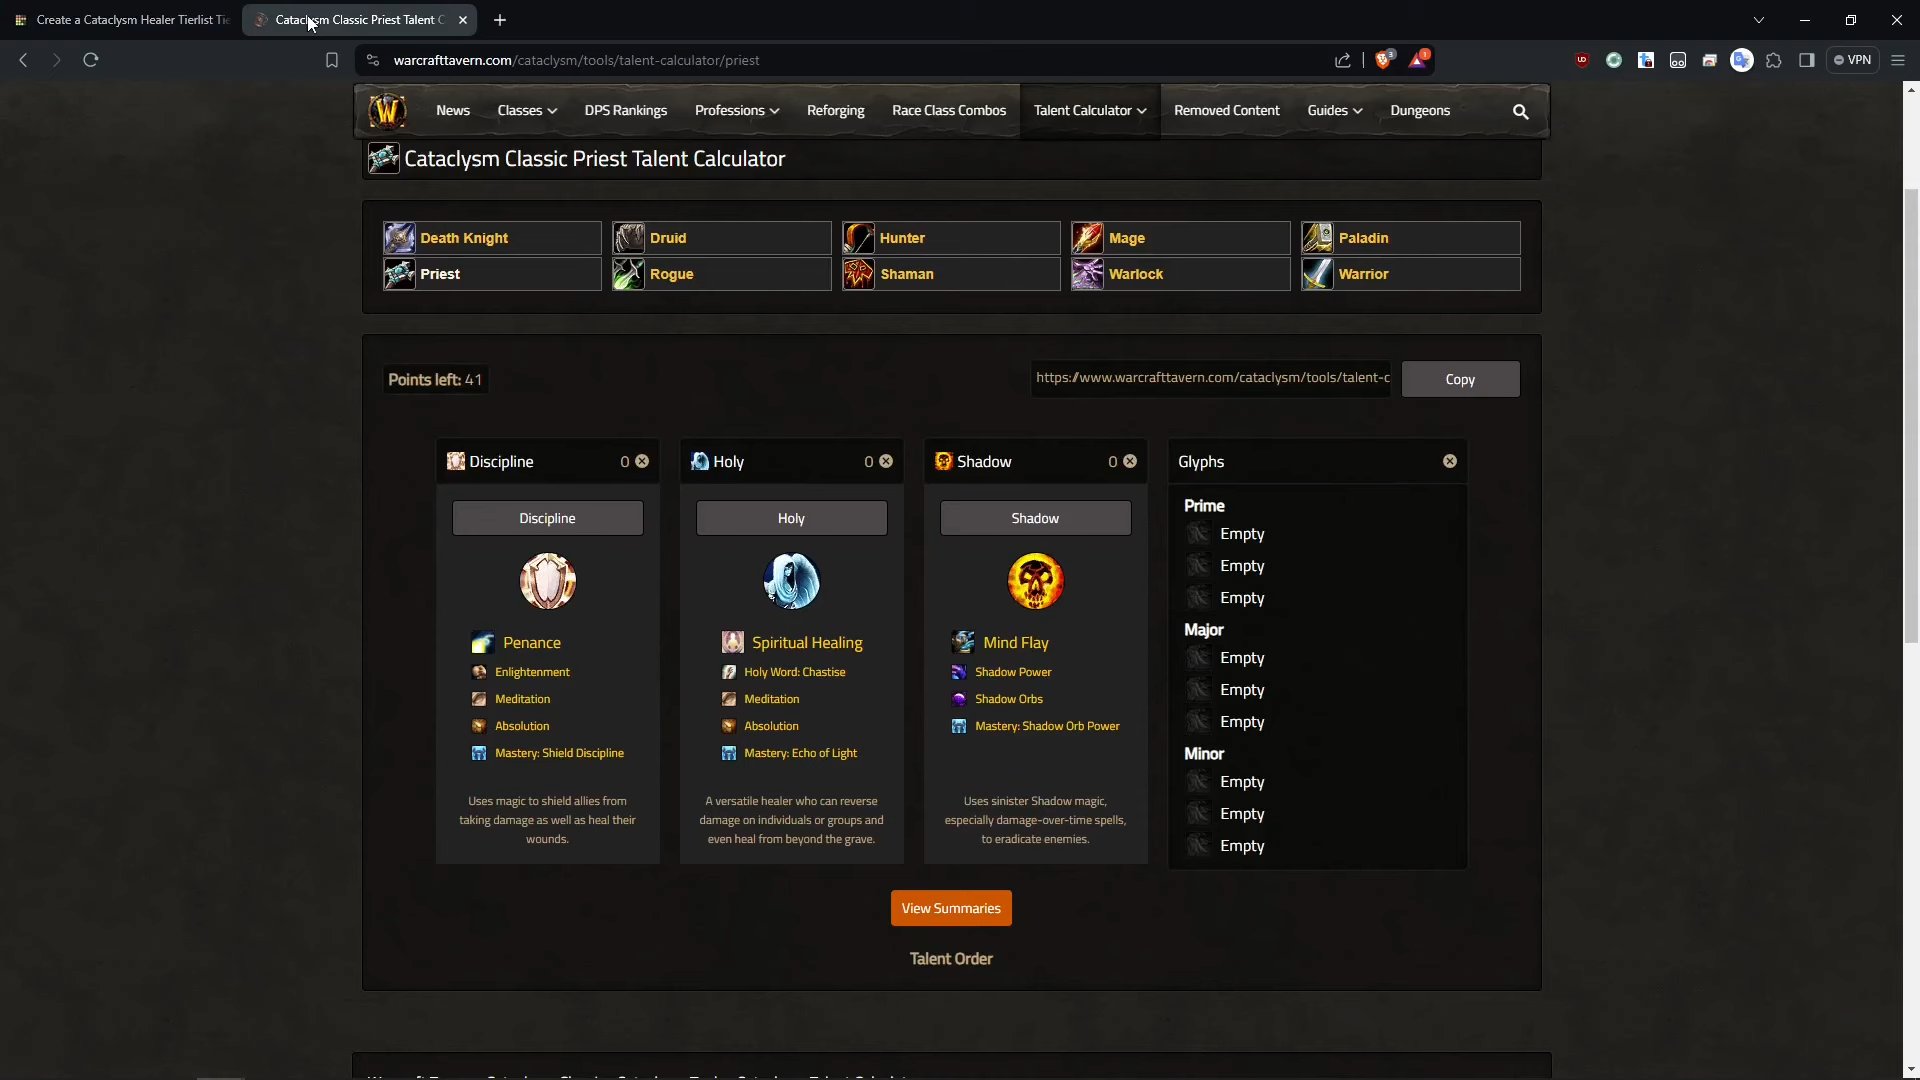 Create a Cataclysm Healer Tierlist Tie
Cataclysm Classic Priest Talent C
warcrafttavern.com/cataclysm/tools/talent-calculator/priest
3
1
VPN
News
Classes
DPS Rankings
Professions
Reforging
Race Class Combos
Talent Calculator
Removed Content
Guides
Dungeons
Cataclysm Classic Priest Talent Calculator
Death Knight
Druid
Hunter
Mage
Paladin
Priest
Rogue
Shaman
Warlock
Warrior
Points left: 41
https://www.warcrafttavern.com/cataclysm/tools/talent-c
Copy
Discipline 0
Holy 0
Shadow 0
Glyphs
Discipline
Penance
Enlightenment
Meditation
Absolution
Mastery: Shield Discipline
Uses magic to shield allies from
taking damage as well as heal their
wounds.
Holy
Spiritual Healing
Holy Word: Chastise
Meditation
Absolution
Mastery: Echo of Light
A versatile healer who can reverse
damage on individuals or groups and
even heal from beyond the grave.
Shadow
Mind Flay
Shadow Power
Shadow Orbs
Mastery: Shadow Orb Power
Uses sinister Shadow magic,
especially damage-over-time spells,
to eradicate enemies.
Prime
Empty
Empty
Empty
Major
Empty
Empty
Empty
Minor
Empty
Empty
Empty
View Summaries
Talent Order